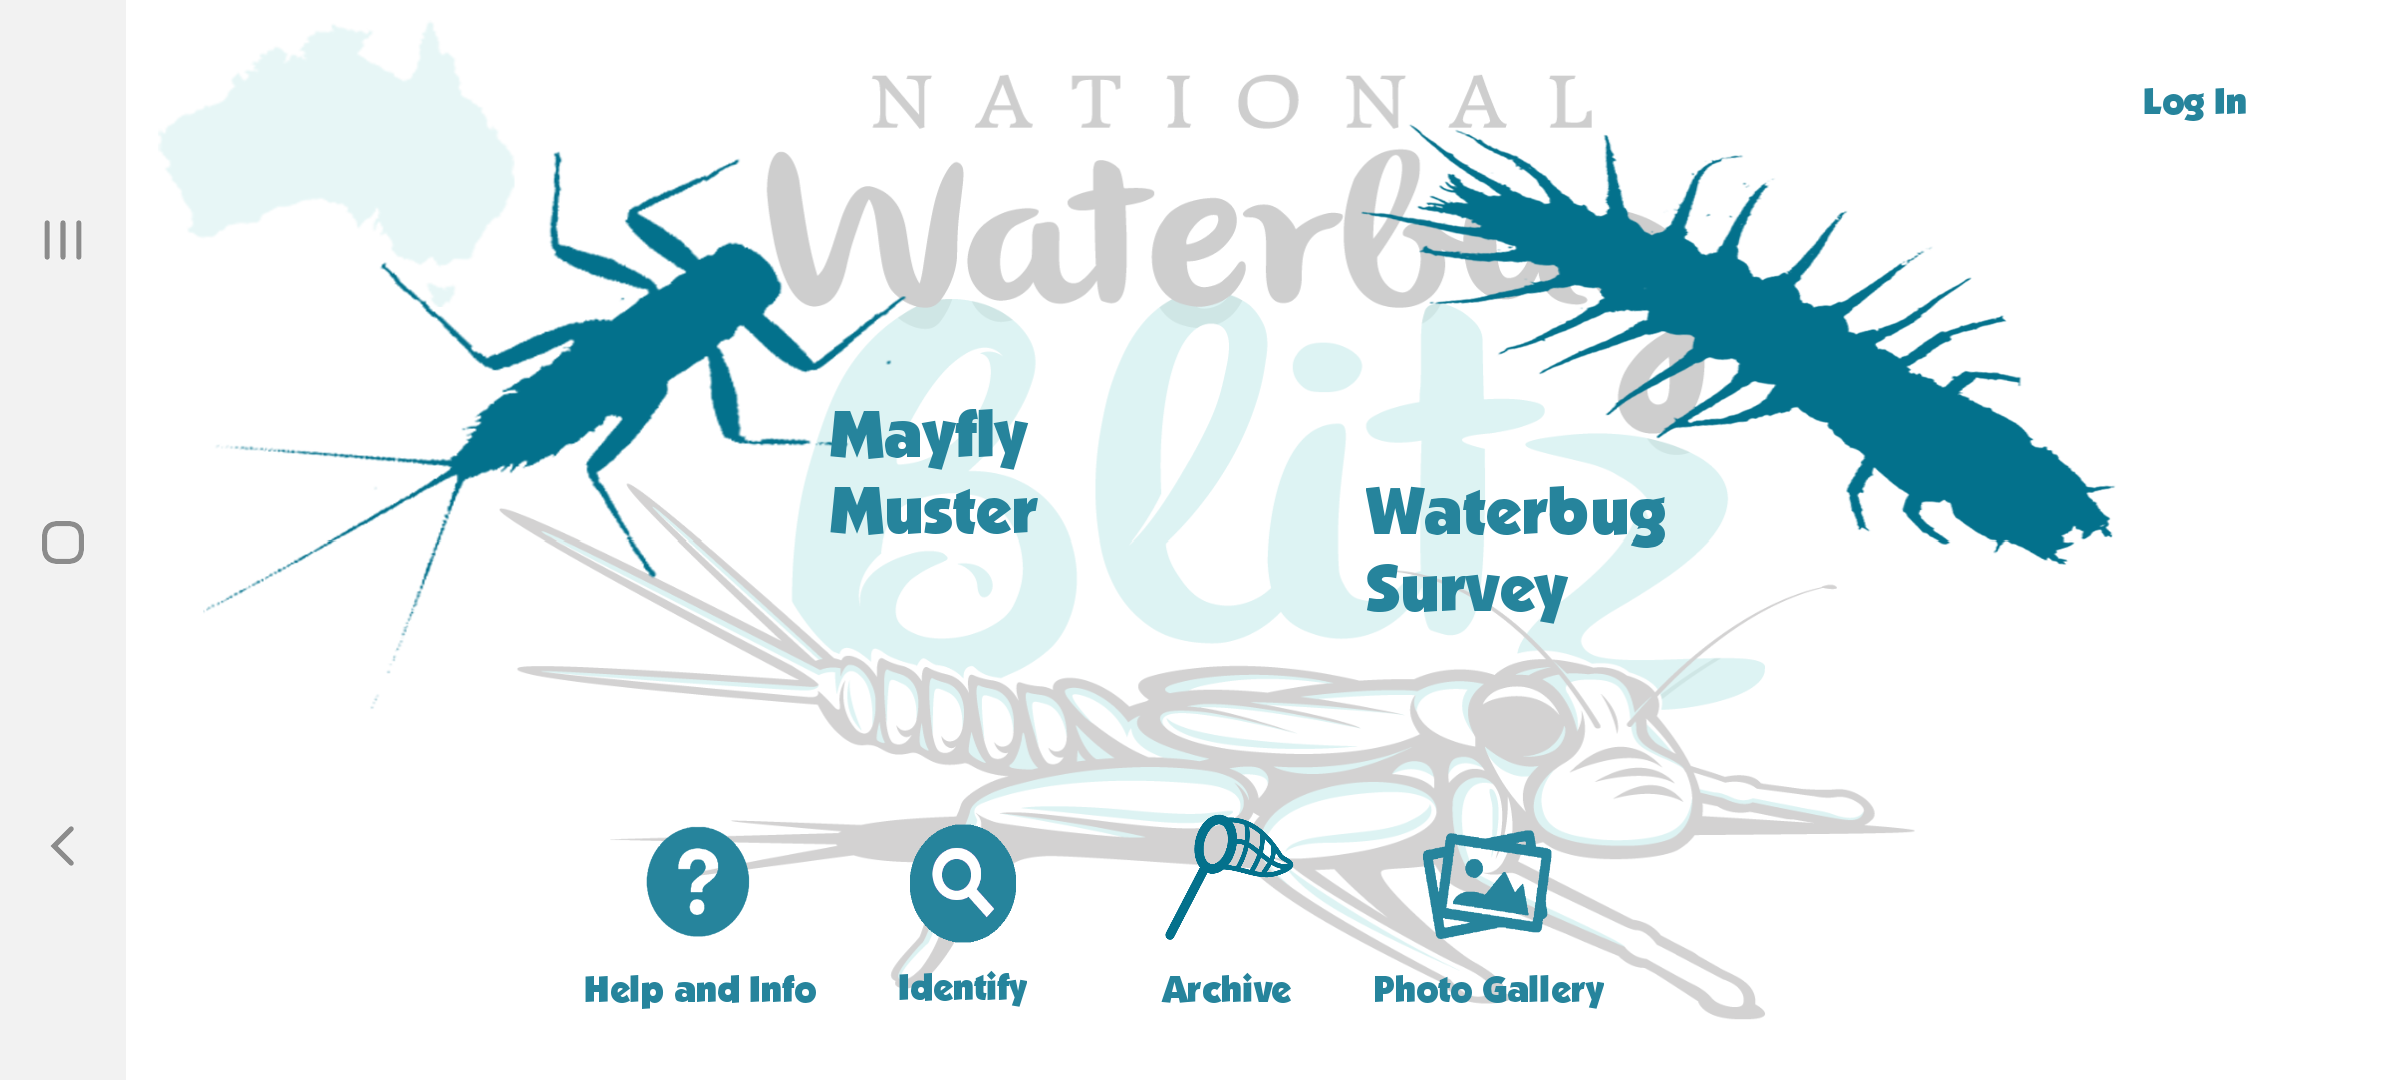 NATIONAL
Log In
Waterbug
Blitz
Mayfly
Muster
Waterbug
Survey
?
Help and Info
Identify
Archive
Photo Gallery